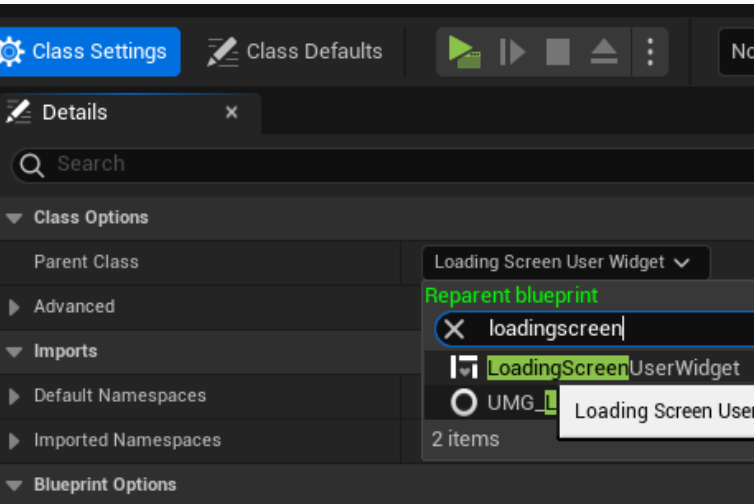 Class Settings Class Defaults No
Details
Search
Class Options
Parent Class Loading Screen User Widget
Advanced Reparent blueprint
loadingscreen
Imports
LoadingScreenUserWidget
Default Namespaces UMG_L Loading Screen User
Imported Namespaces 2 items
Blueprint Options